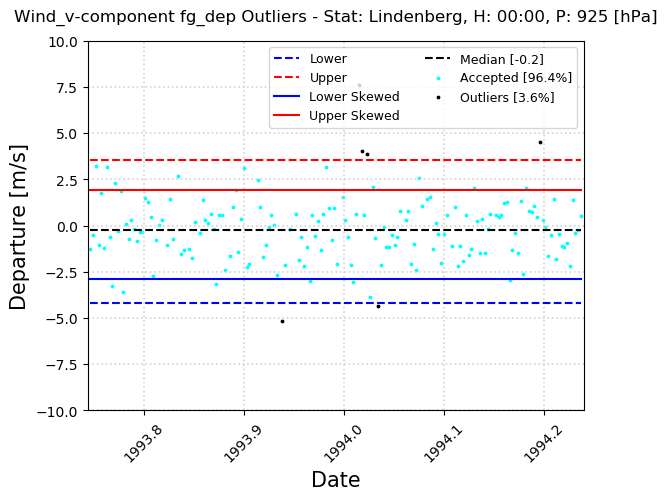 Wind_v-component fg_dep Outliers - Stat: Lindenberg, H: 00:00, P: 925 [hPa]
Lower
Upper
Lower Skewed
Upper Skewed
Median [-0.2]
Accepted [96.4%]
Outliers [3.6%]
Departure [m/s]
10.0
7.5
5.0
2.5
0.0
−2.5
−5.0
−7.5
−10.0
1993.8
1993.9
1994.0
1994.1
1994.2
Date